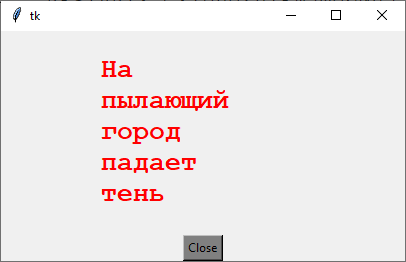 tk
На
пылающий
город
падает
тень
Close